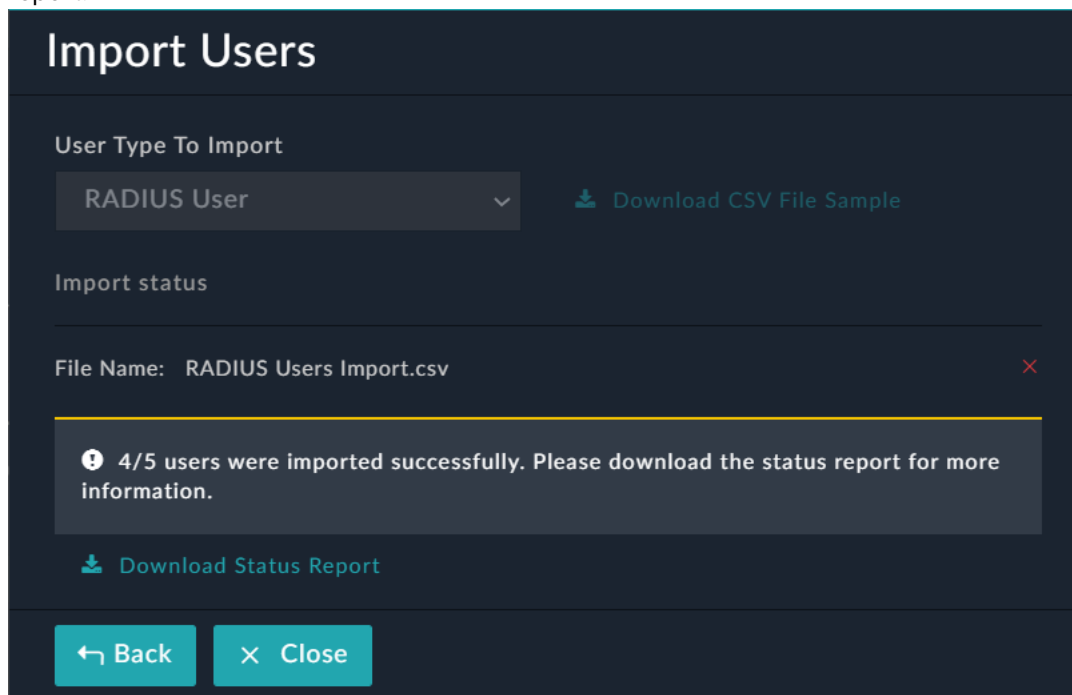 Import Users
User Type To Import
RADIUS User
Download CSV File Sample
Import status
File Name: RADIUS Users Import.csv
4/5 users were imported successfully. Please download the status report for more
information.
Download Status Report
Back
Close